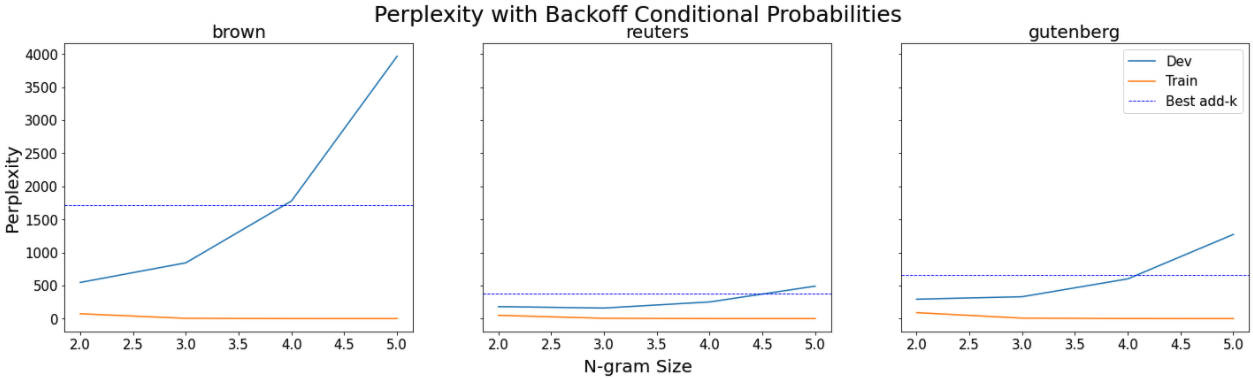 Perplexity with Backoff Conditional Probabilities
brown
reuters
gutenberg
Perplexity
4000
3500
3000
2500
2000
1500
1000
500
0
2.0 2.5 3.0 3.5 4.0 4.5 5.0
2.0 2.5 3.0 3.5 4.0 4.5 5.0
2.0 2.5 3.0 3.5 4.0 4.5 5.0
Dev
Train
Best add-k
N-gram Size